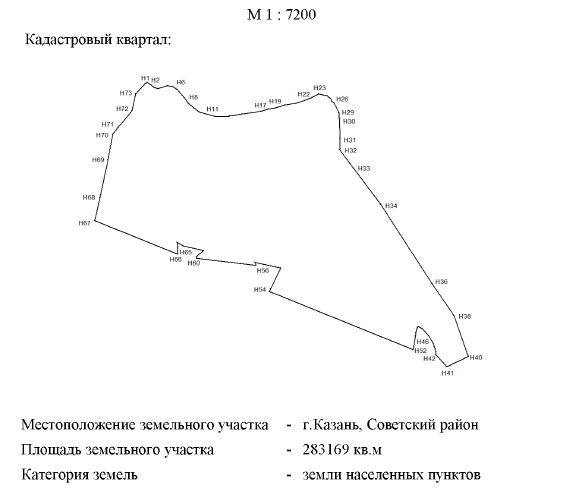 М 1 : 7200
Кадастровый квартал:
Н1
Н2
Н6
Н73
Н8
Н72
Н11
Н17
Н19
Н22
Н23
Н26
Н29
Н30
Н71
Н70
Н31
Н32
Н69
Н33
Н68
Н34
Н67
Н65
Н66
Н60
Н56
Н54
Н36
Н38
Н46
Н52
Н42
Н40
Н41
Местоположение земельного участка - г.Казань, Советский район
Площадь земельного участка - 283169 кв.м
Категория земель - земли населенных пунктов